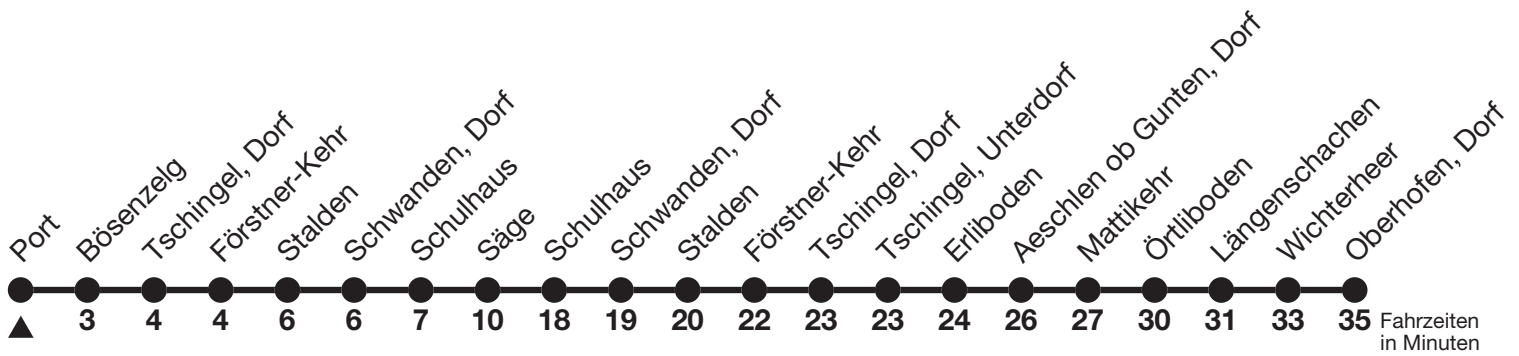 Port
Bösenzelg
Tschingel, Dorf
Förstner-Kehr
Stalden
Schwanden, Dorf
Schulhaus
Säge
Schulhaus
Schwanden, Dorf
Stalden
Förstner-Kehr
Tschingel, Dorf
Tschingel, Unterdorf
Erliboden
Aeschlen ob Gunten, Dorf
Mattikehr
Örtliboden
Längenschachen
Wichterheer
Oberhofen, Dorf
3 4 4 6 6 7 10 18 19 20 22 23 23 24 26 27 30 31 33 35 Fahrzeiten
in Minuten